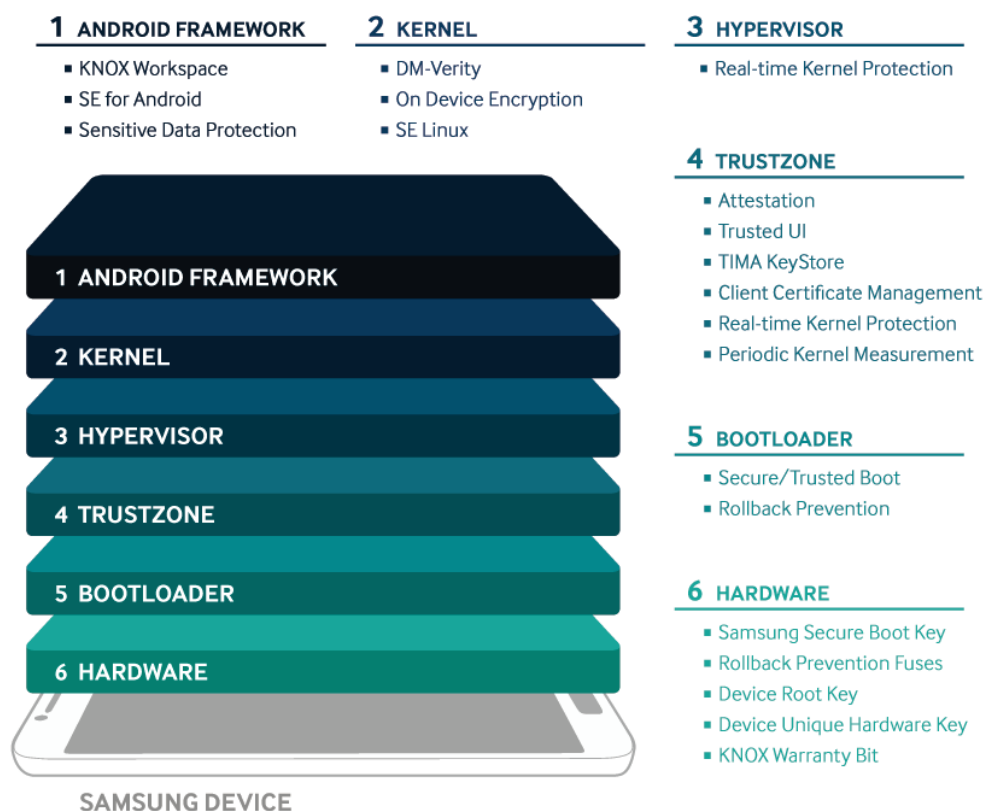 1 ANDROID FRAMEWORK
▪ KNOX Workspace
▪ SE for Android
▪ Sensitive Data Protection
2 KERNEL
▪ DM-Verity
▪ On Device Encryption
▪ SE Linux
3 HYPERVISOR
▪ Real-time Kernel Protection
4 TRUSTZONE
▪ Attestation
▪ Trusted UI
▪ TIMA KeyStore
▪ Client Certificate Management
▪ Real-time Kernel Protection
▪ Periodic Kernel Measurement
5 BOOTLOADER
▪ Secure/Trusted Boot
▪ Rollback Prevention
6 HARDWARE
▪ Samsung Secure Boot Key
▪ Rollback Prevention Fuses
▪ Device Root Key
▪ Device Unique Hardware Key
▪ KNOX Warranty Bit
1 ANDROID FRAMEWORK
2 KERNEL
3 HYPERVISOR
4 TRUSTZONE
5 BOOTLOADER
6 HARDWARE
SAMSUNG DEVICE